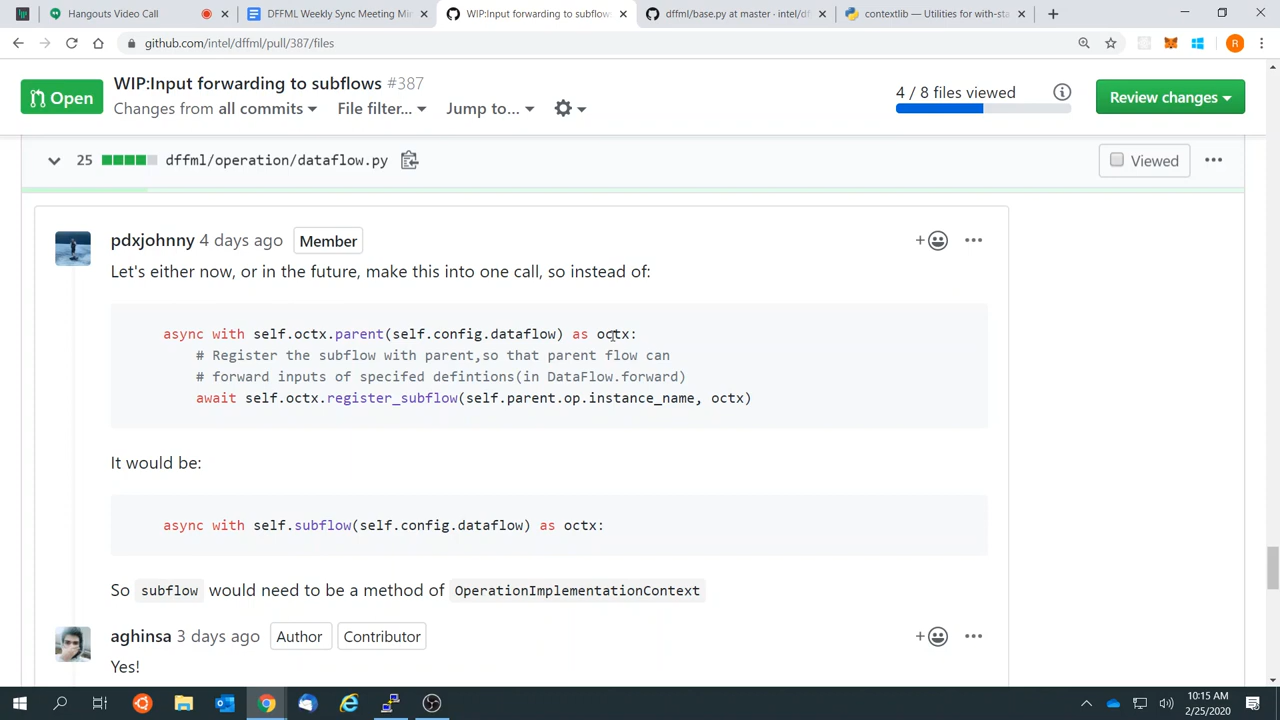 Hangouts Video Call
DFFML Weekly Sync Meeting Min
WIP:Input forwarding to subflows
dffml/base.py at master · intel/df
contextlib — Utilities for with-sta
github.com/intel/dffml/pull/387/files
R
Open
WIP:Input forwarding to subflows #387
Changes from all commits
File filter...
Jump to...
4 / 8 files viewed
Review changes
25
dffml/operation/dataflow.py
Viewed
pdxjohnny 4 days ago
Member
Let's either now, or in the future, make this into one call, so instead of:
async with self.octx.parent(self.config.dataflow) as octx:
# Register the subflow with parent,so that parent flow can
# forward inputs of specifed defintions(in DataFlow.forward)
await self.octx.register_subflow(self.parent.op.instance_name, octx)
It would be:
async with self.subflow(self.config.dataflow) as octx:
So subflow would need to be a method of OperationImplementationContext
aghinsa 3 days ago
Author
Contributor
Yes!
10:15 AM
2/25/2020